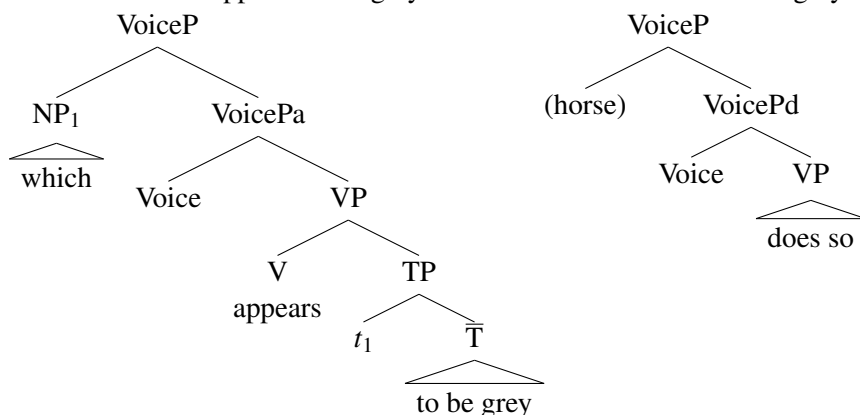 VoiceP VoiceP
NP₁ VoicePa (horse) VoicePd
which Voice VP Voice VP
V TP does so
appears t₁ T̅
to be grey